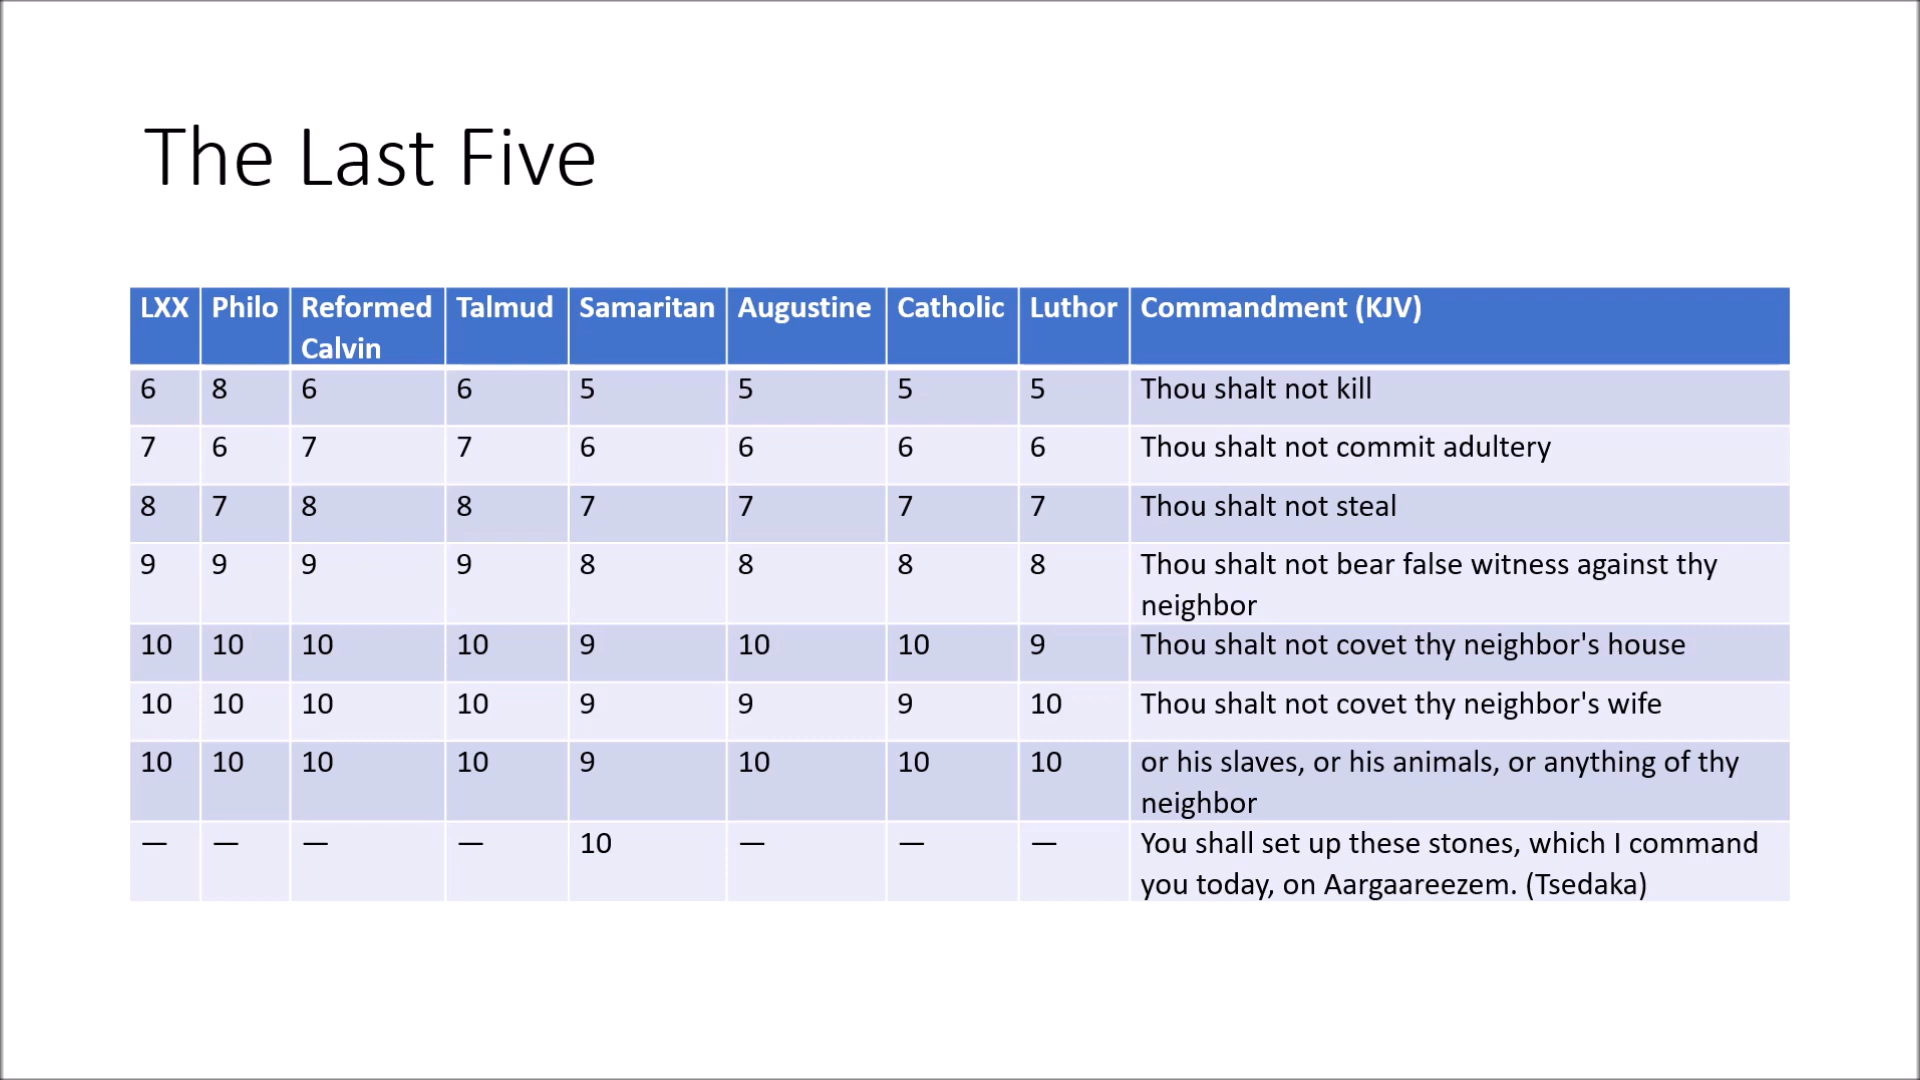 The Last Five
LXX Philo Reformed Calvin Talmud Samaritan Augustine Catholic Luthor Commandment (KJV)
6 8 6 6 5 5 5 5 Thou shalt not kill
7 6 7 7 6 6 6 6 Thou shalt not commit adultery
8 7 8 8 7 7 7 7 Thou shalt not steal
9 9 9 9 8 8 8 8 Thou shalt not bear false witness against thy
neighbor
10 10 10 10 9 10 10 9 Thou shalt not covet thy neighbor's house
10 10 10 10 9 9 9 10 Thou shalt not covet thy neighbor's wife
10 10 10 10 9 10 10 10 or his slaves, or his animals, or anything of thy
neighbor
— — — — 10 — — — You shall set up these stones, which I command
you today, on Aargaareezem. (Tsedaka)